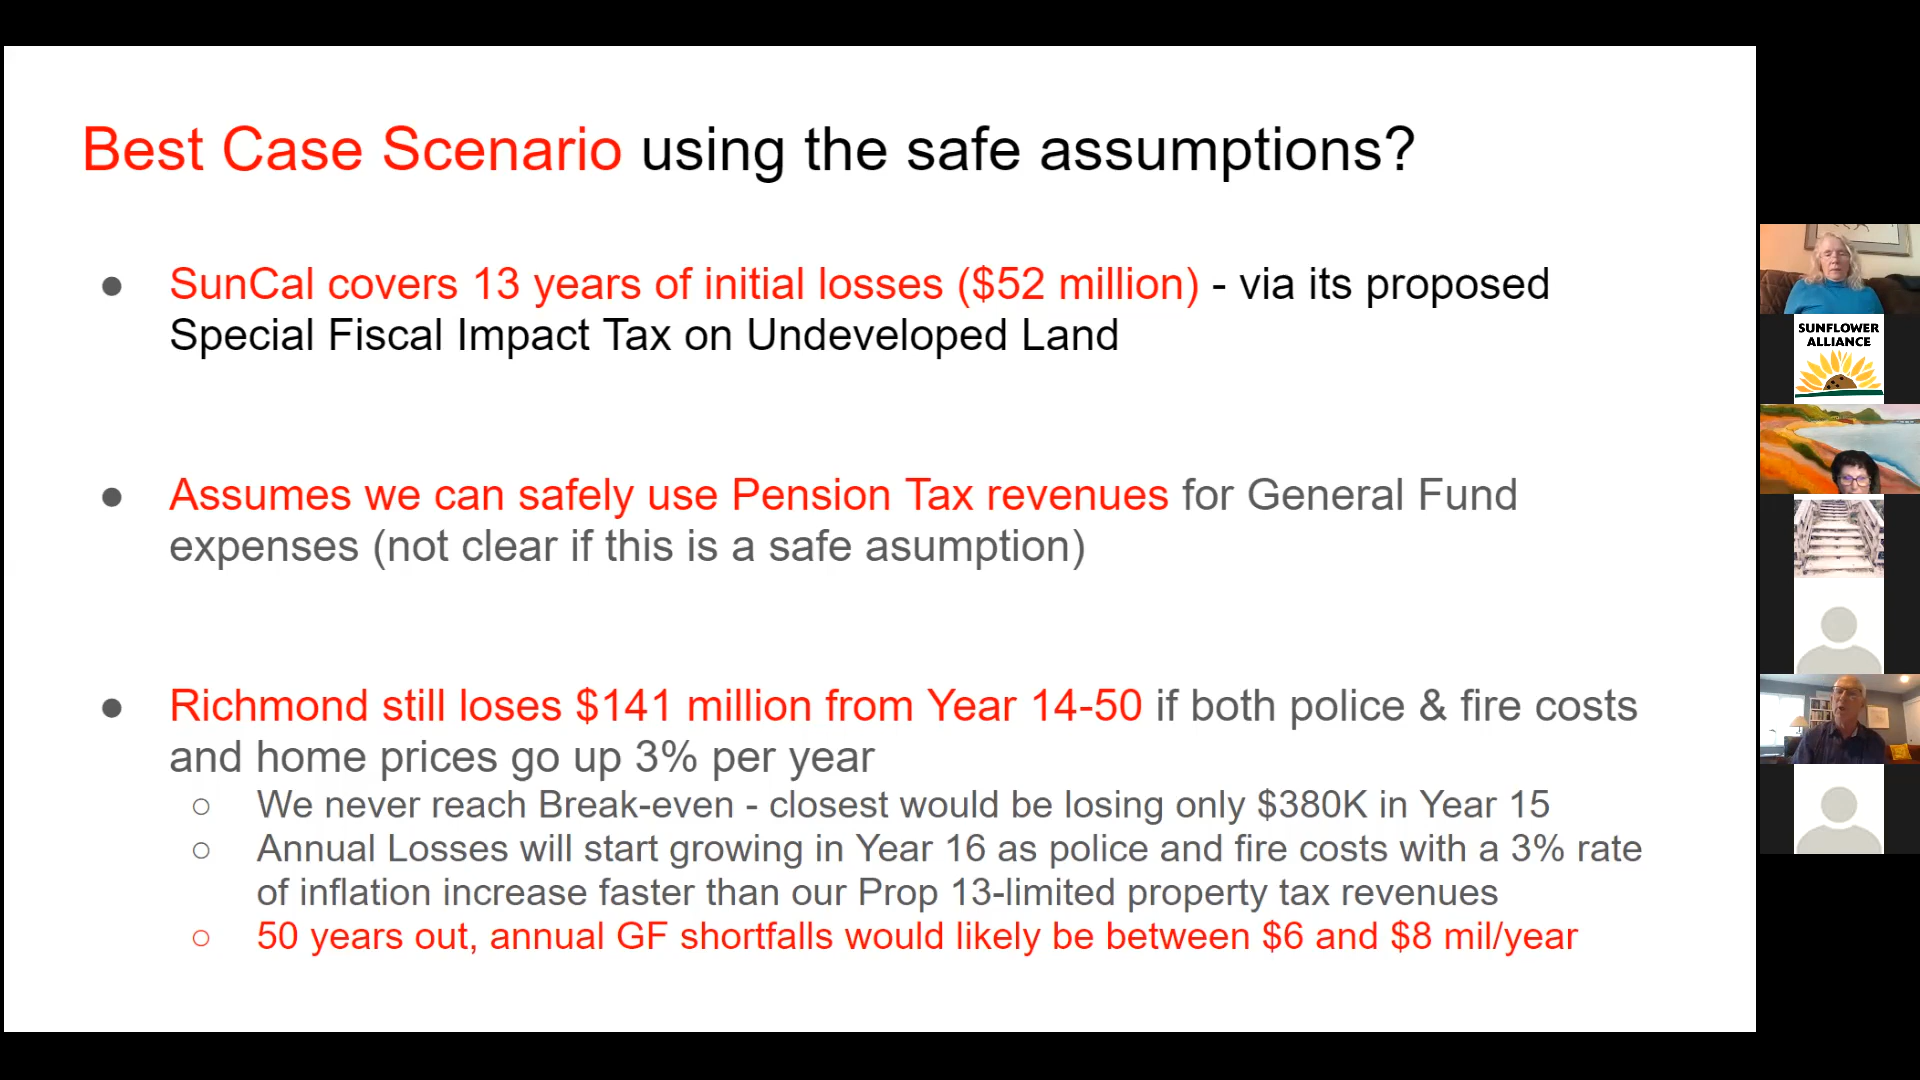 Best Case Scenario using the safe assumptions?
SunCal covers 13 years of initial losses ($52 million) - via its proposed
Special Fiscal Impact Tax on Undeveloped Land
Assumes we can safely use Pension Tax revenues for General Fund
expenses (not clear if this is a safe asumption)
Richmond still loses $141 million from Year 14-50 if both police & fire costs
and home prices go up 3% per year
We never reach Break-even - closest would be losing only $380K in Year 15
Annual Losses will start growing in Year 16 as police and fire costs with a 3% rate
of inflation increase faster than our Prop 13-limited property tax revenues
50 years out, annual GF shortfalls would likely be between $6 and $8 mil/year
SUNFLOWER
ALLIANCE